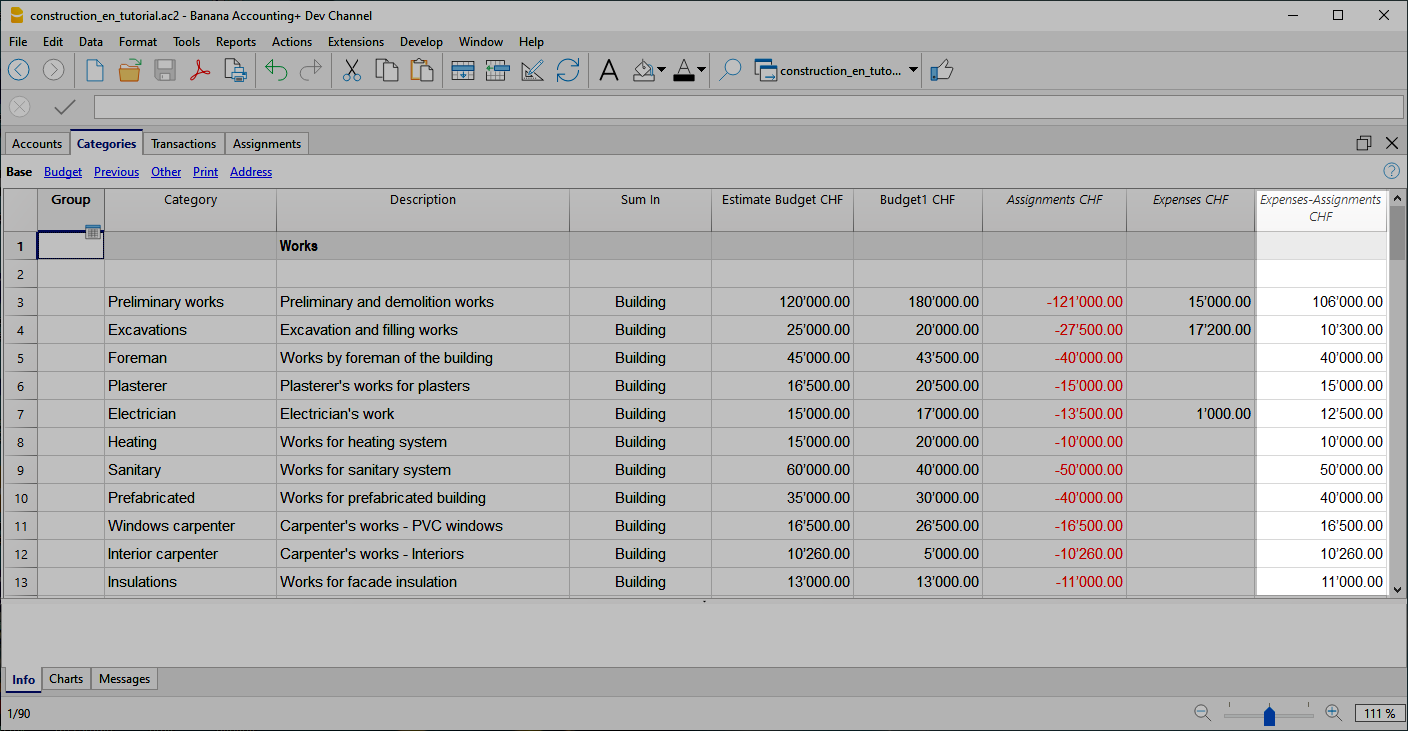 construction_en_tutorial.ac2 - Banana Accounting+ Dev Channel
File Edit Data Format Tools Reports Actions Extensions Develop Window Help
A A construction_en_tuto...
Accounts Categories Transactions Assignments
Base Budget Previous Other Print Address ?
Group Category Description Sum In Estimate Budget CHF Budget1 CHF Assignments CHF Expenses CHF Expenses-Assignments
CHF
1 Works
2
3 Preliminary works Preliminary and demolition works Building 120'000.00 180'000.00 -121'000.00 15'000.00 106'000.00
4 Excavations Excavation and filling works Building 25'000.00 20'000.00 -27'500.00 17'200.00 10'300.00
5 Foreman Works by foreman of the building Building 45'000.00 43'500.00 -40'000.00 40'000.00
6 Plasterer Plasterer's works for plasters Building 16'500.00 20'500.00 -15'000.00 15'000.00
7 Electrician Electrician's work Building 15'000.00 17'000.00 -13'500.00 1'000.00 12'500.00
8 Heating Works for heating system Building 15'000.00 20'000.00 -10'000.00 10'000.00
9 Sanitary Works for sanitary system Building 60'000.00 40'000.00 -50'000.00 50'000.00
10 Prefabricated Works for prefabricated building Building 35'000.00 30'000.00 -40'000.00 40'000.00
11 Windows carpenter Carpenter's works - PVC windows Building 16'500.00 26'500.00 -16'500.00 16'500.00
12 Interior carpenter Carpenter's works - Interiors Building 10'260.00 5'000.00 -10'260.00 10'260.00
13 Insulations Works for facade insulation Building 13'000.00 13'000.00 -11'000.00 11'000.00
Info Charts Messages
1/90 111 %